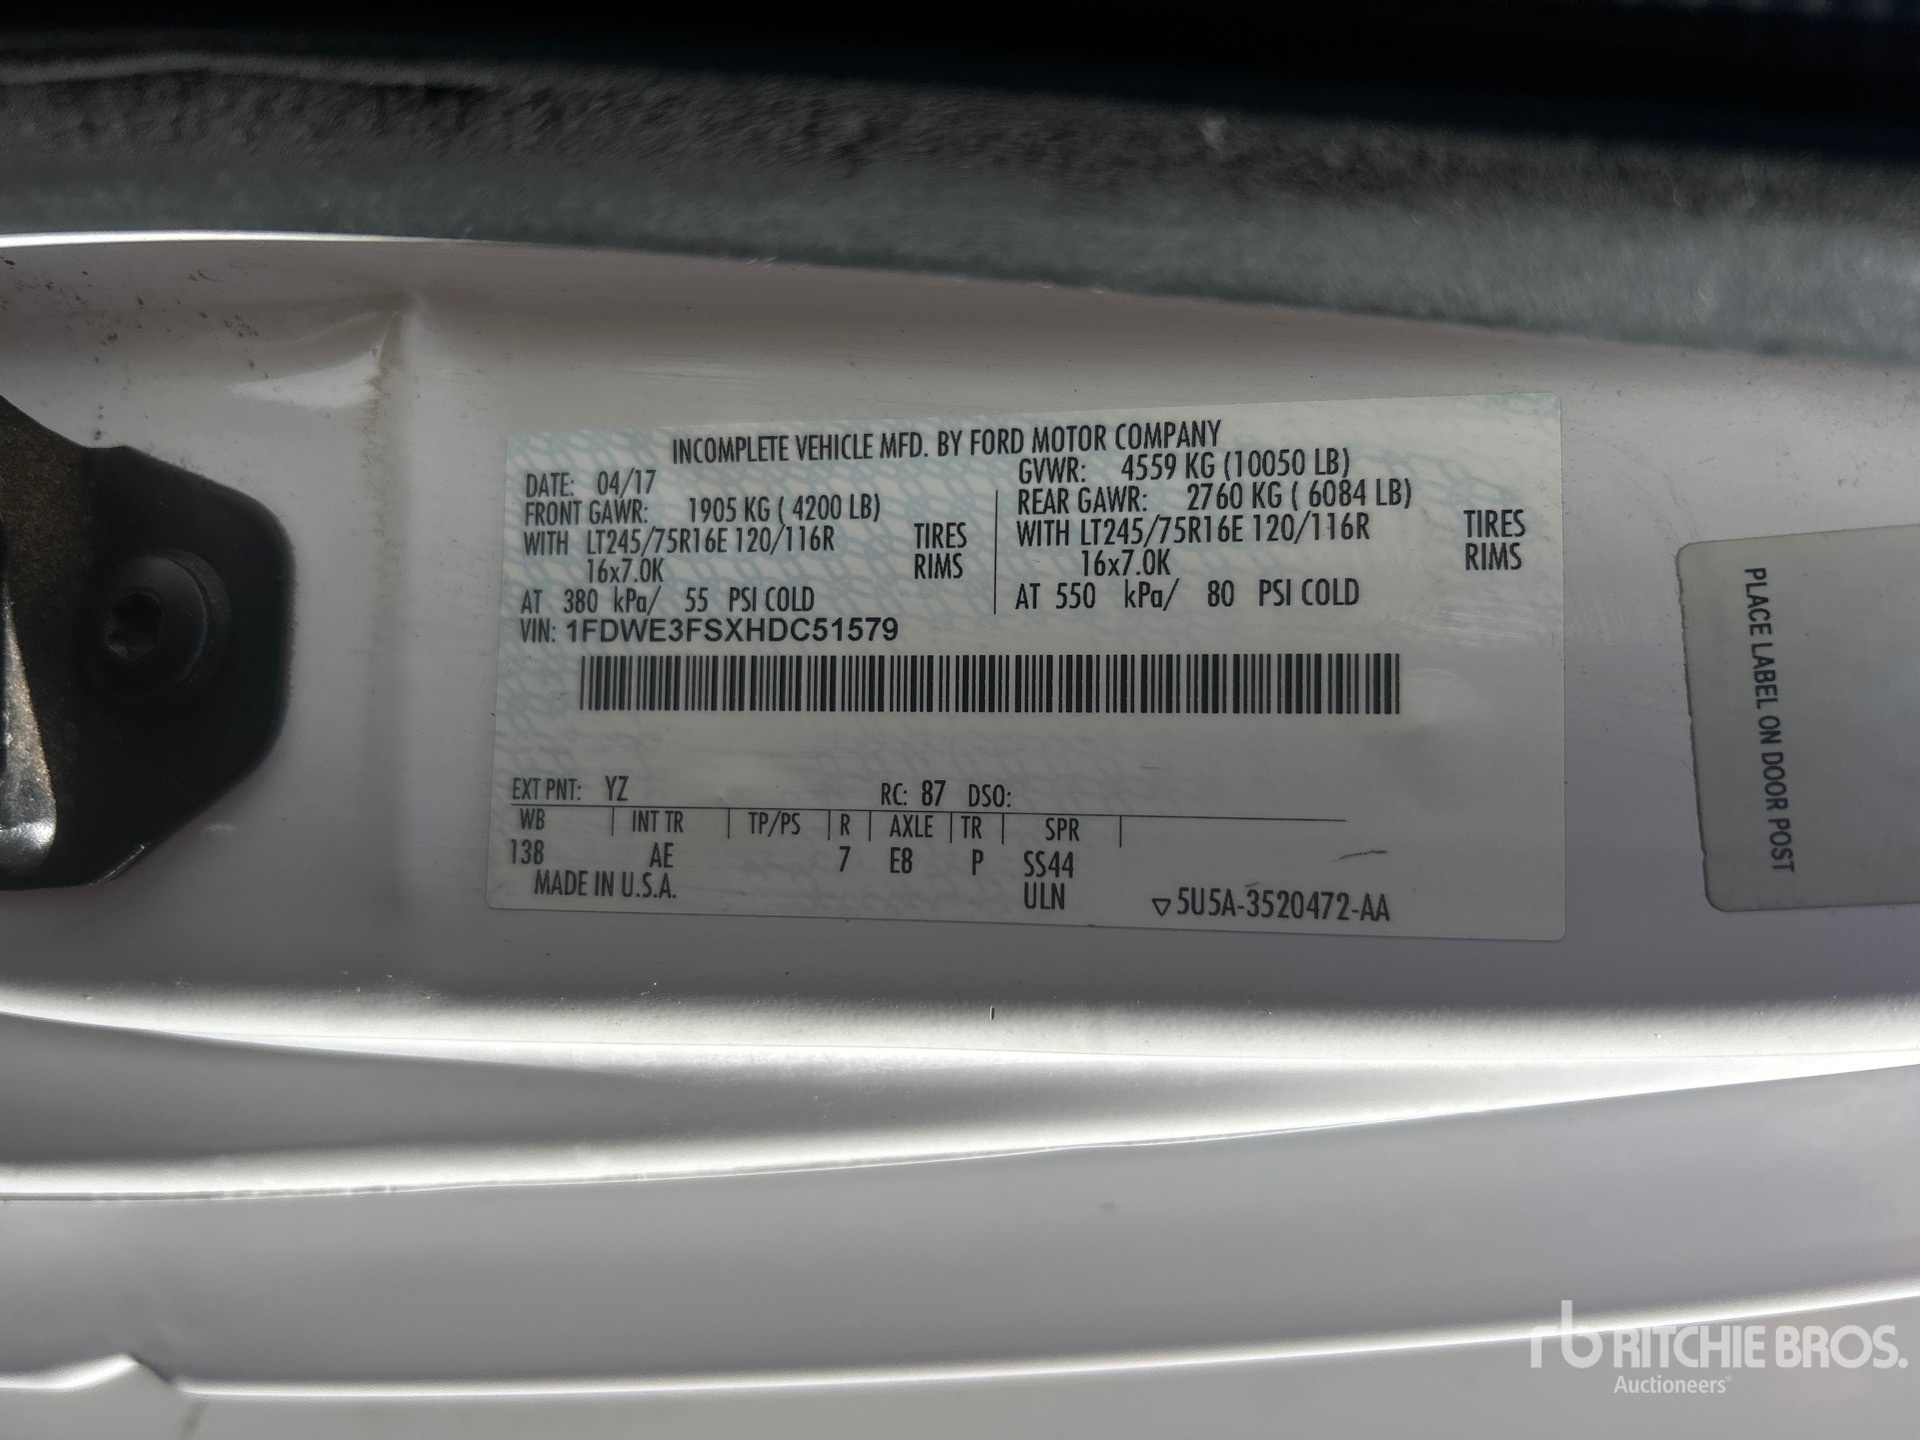 INCOMPLETE VEHICLE MFD. BY FORD MOTOR COMPANY
DATE: 04/17 GVWR: 4559 KG (10050 LB)
FRONT GAWR: 1905 KG ( 4200 LB) REAR GAWR: 2760 KG ( 6084 LB)
WITH LT245/75R16E 120/116R TIRES WITH LT245/75R16E 120/116R TIRES
16x7.0K RIMS 16x7.0K RIMS
AT 380 kPa/ 55 PSI COLD AT 550 kPa/ 80 PSI COLD
VIN: 1FDWE3FSXHDC51579
EXT PNT: YZ RC: 87 DSO:
WB INT TR TP/PS R AXLE TR SPR
138 AE 7 E8 P SS44
MADE IN U.S.A. ULN ▽5U5A-3520472-AA
PLACE LABEL ON DOOR POST
rb RITCHIE BROS.
Auctioneers®